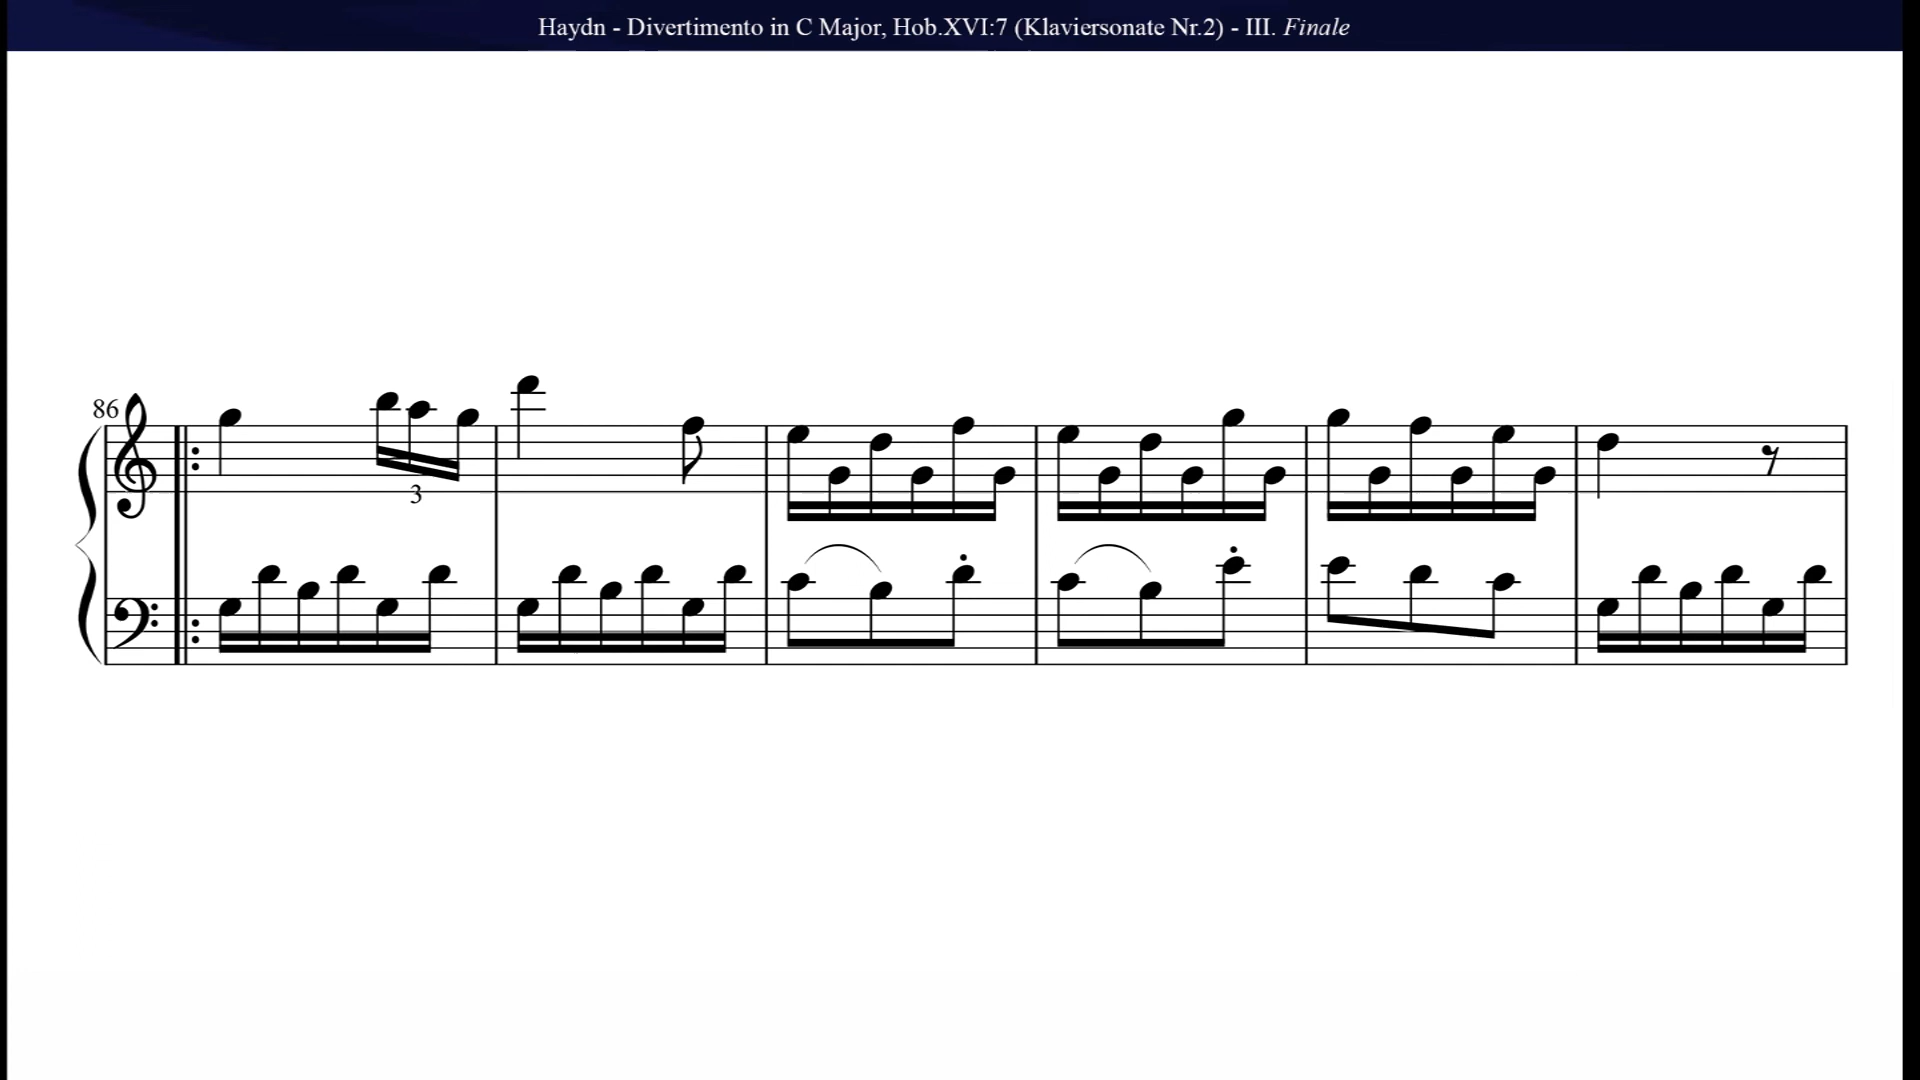 Haydn - Divertimento in C Major, Hob.XVI:7 (Klaviersonate Nr.2) - III. Finale
86
3